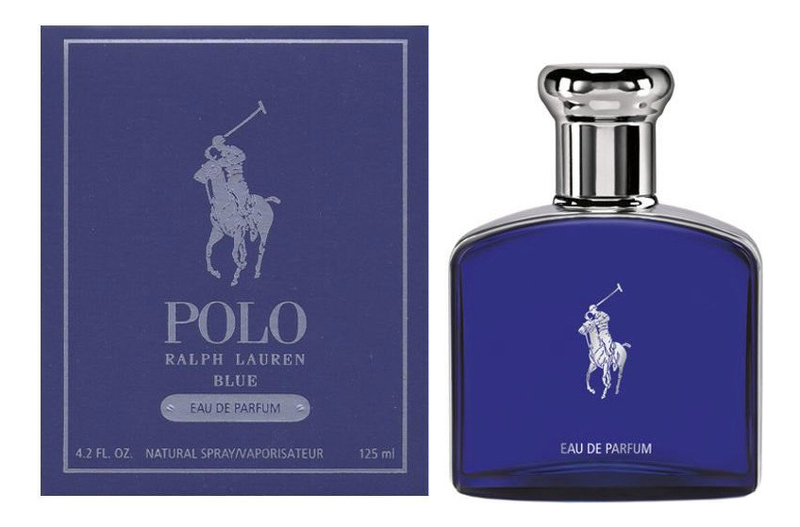 POLO
RALPH LAUREN
BLUE
EAU DE PARFUM
4.2 FL. OZ. NATURAL SPRAY/VAPORISATEUR 125 ml
EAU DE PARFUM